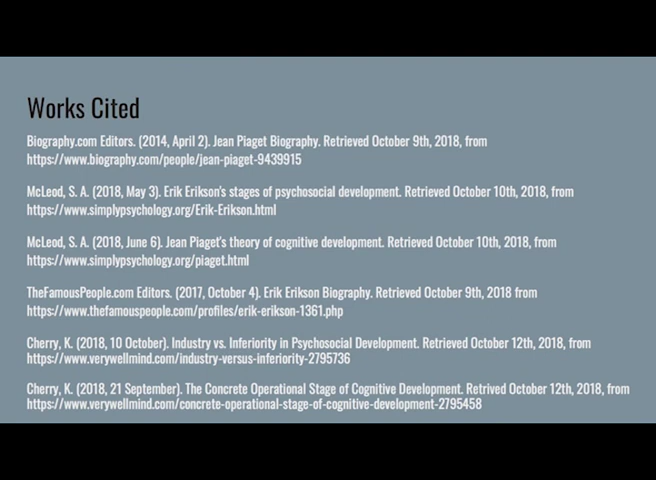 Works Cited
Biography.com Editors. (2014, April 2). Jean Piaget Biography. Retrieved October 9th, 2018, from
https://www.biography.com/people/jean-piaget-9439915
McLeod, S. A. (2018, May 3). Erik Erikson's stages of psychosocial development. Retrieved October 10th, 2018, from
https://www.simplypsychology.org/Erik-Erikson.html
McLeod, S. A. (2018, June 6). Jean Piaget's theory of cognitive development. Retrieved October 10th, 2018, from
https://www.simplypsychology.org/piaget.html
TheFamousPeople.com Editors. (2017, October 4). Erik Erikson Biography. Retrieved October 9th, 2018 from
https://www.thefamouspeople.com/profiles/erik-erikson-1361.php
Cherry, K. (2018, 10 October). Industry vs. Inferiority in Psychosocial Development. Retrieved October 12th, 2018, from
https://www.verywellmind.com/industry-versus-inferiority-2795736
Cherry, K. (2018, 21 September). The Concrete Operational Stage of Cognitive Development. Retrived October 12th, 2018, from
https://www.verywellmind.com/concrete-operational-stage-of-cognitive-development-2795458